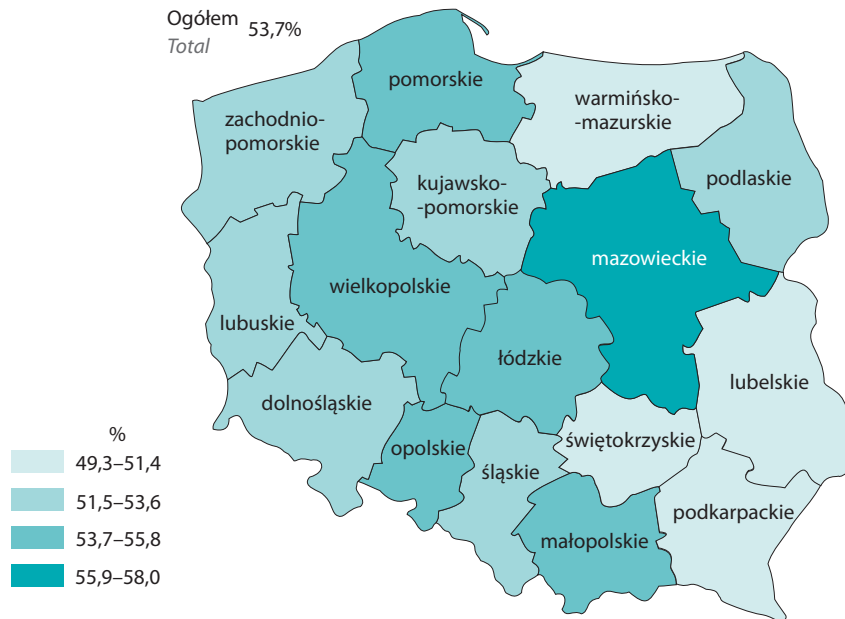 Ogółem 53,7%
Total
pomorskie
warmińsko-
-mazurskie
zachodnio-
pomorskie
kujawsko-
-pomorskie
podlaskie
mazowieckie
wielkopolskie
lubuskie
łódzkie
lubelskie
dolnośląskie
opolskie
śląskie
świętokrzyskie
podkarpackie
małopolskie
%
49,3–51,4
51,5–53,6
53,7–55,8
55,9–58,0